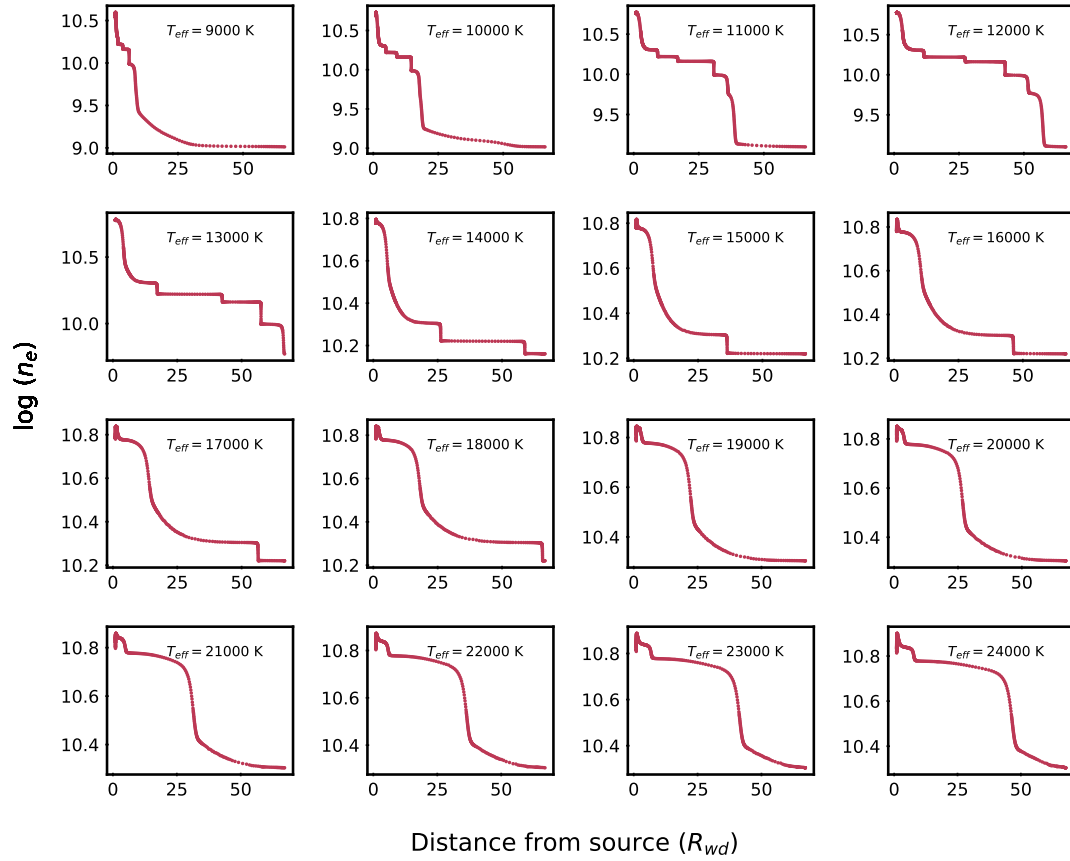 10.5
10.0
9.5
9.0
0 25 50
T_eff = 9000 K
0 25 50
T_eff = 10000 K
10.5
10.0
9.5
9.0
10.5
10.0
9.5
0 25 50
T_eff = 11000 K
10.5
10.0
9.5
0 25 50
T_eff = 12000 K
10.5
10.0
0 25 50
T_eff = 13000 K
10.8
10.6
10.4
10.2
0 25 50
T_eff = 14000 K
10.8
10.6
10.4
10.2
0 25 50
T_eff = 15000 K
10.8
10.6
10.4
10.2
0 25 50
T_eff = 16000 K
log (n_e)
10.8
10.6
10.4
10.2
0 25 50
T_eff = 17000 K
10.8
10.6
10.4
10.2
0 25 50
T_eff = 18000 K
10.8
10.6
10.4
0 25 50
T_eff = 19000 K
10.8
10.6
10.4
0 25 50
T_eff = 20000 K
10.8
10.6
10.4
0 25 50
T_eff = 21000 K
10.8
10.6
10.4
0 25 50
T_eff = 22000 K
10.8
10.6
10.4
0 25 50
T_eff = 23000 K
10.8
10.6
10.4
0 25 50
T_eff = 24000 K
Distance from source (R_wd)